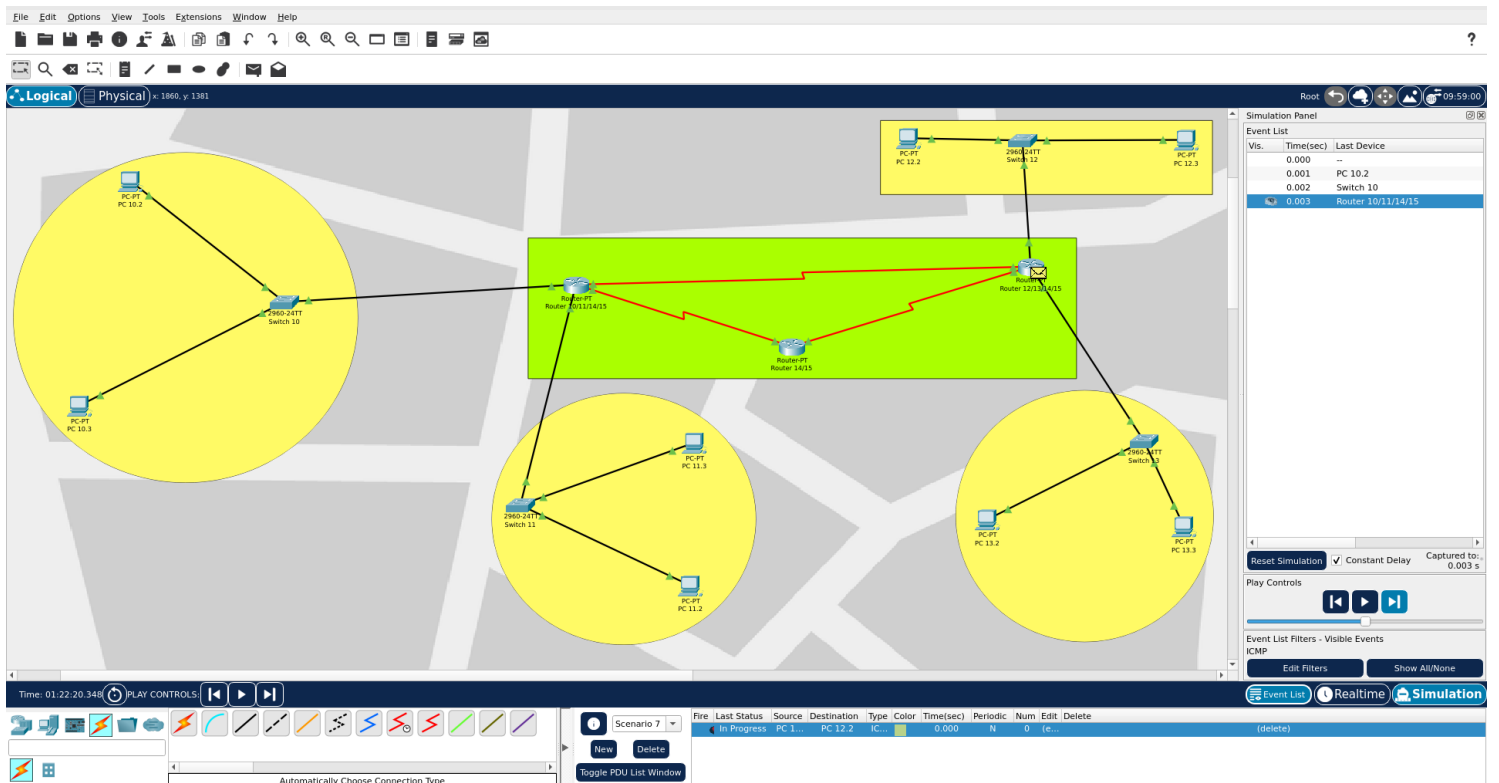 File Edit Options View Tools Extensions Window Help
?
Logical Physical x: 1860, y: 1381 Root 09:59:00
PC-PT
PC 10.2
PC-PT
PC 10.3
2960-24TT
Switch 10
Router-PT
Router 10/11/14/15
Router-PT
Router 14/15
Router 12/13/14/15
PC-PT
PC 12.2
2960-24TT
Switch 12
PC-PT
PC 12.3
2960-24TT
Switch 11
PC-PT
PC 11.3
PC-PT
PC 11.2
2960-24TT
Switch 13
PC-PT
PC 13.2
PC-PT
PC 13.3
Simulation Panel
Event List
Vis. Time(sec) Last Device
0.000 --
0.001 PC 10.2
0.002 Switch 10
0.003 Router 10/11/14/15
Reset Simulation Constant Delay Captured to:
0.003 s
Play Controls
Event List Filters - Visible Events
ICMP
Edit Filters Show All/None
Time: 01:22:20.348 PLAY CONTROLS:
Event List Realtime Simulation
Automatically Choose Connection Type
Scenario 7
New Delete
Toggle PDU List Window
Fire Last Status Source Destination Type Color Time(sec) Periodic Num Edit Delete
In Progress PC 1... PC 12.2 IC... 0.000 N 0 (e... (delete)